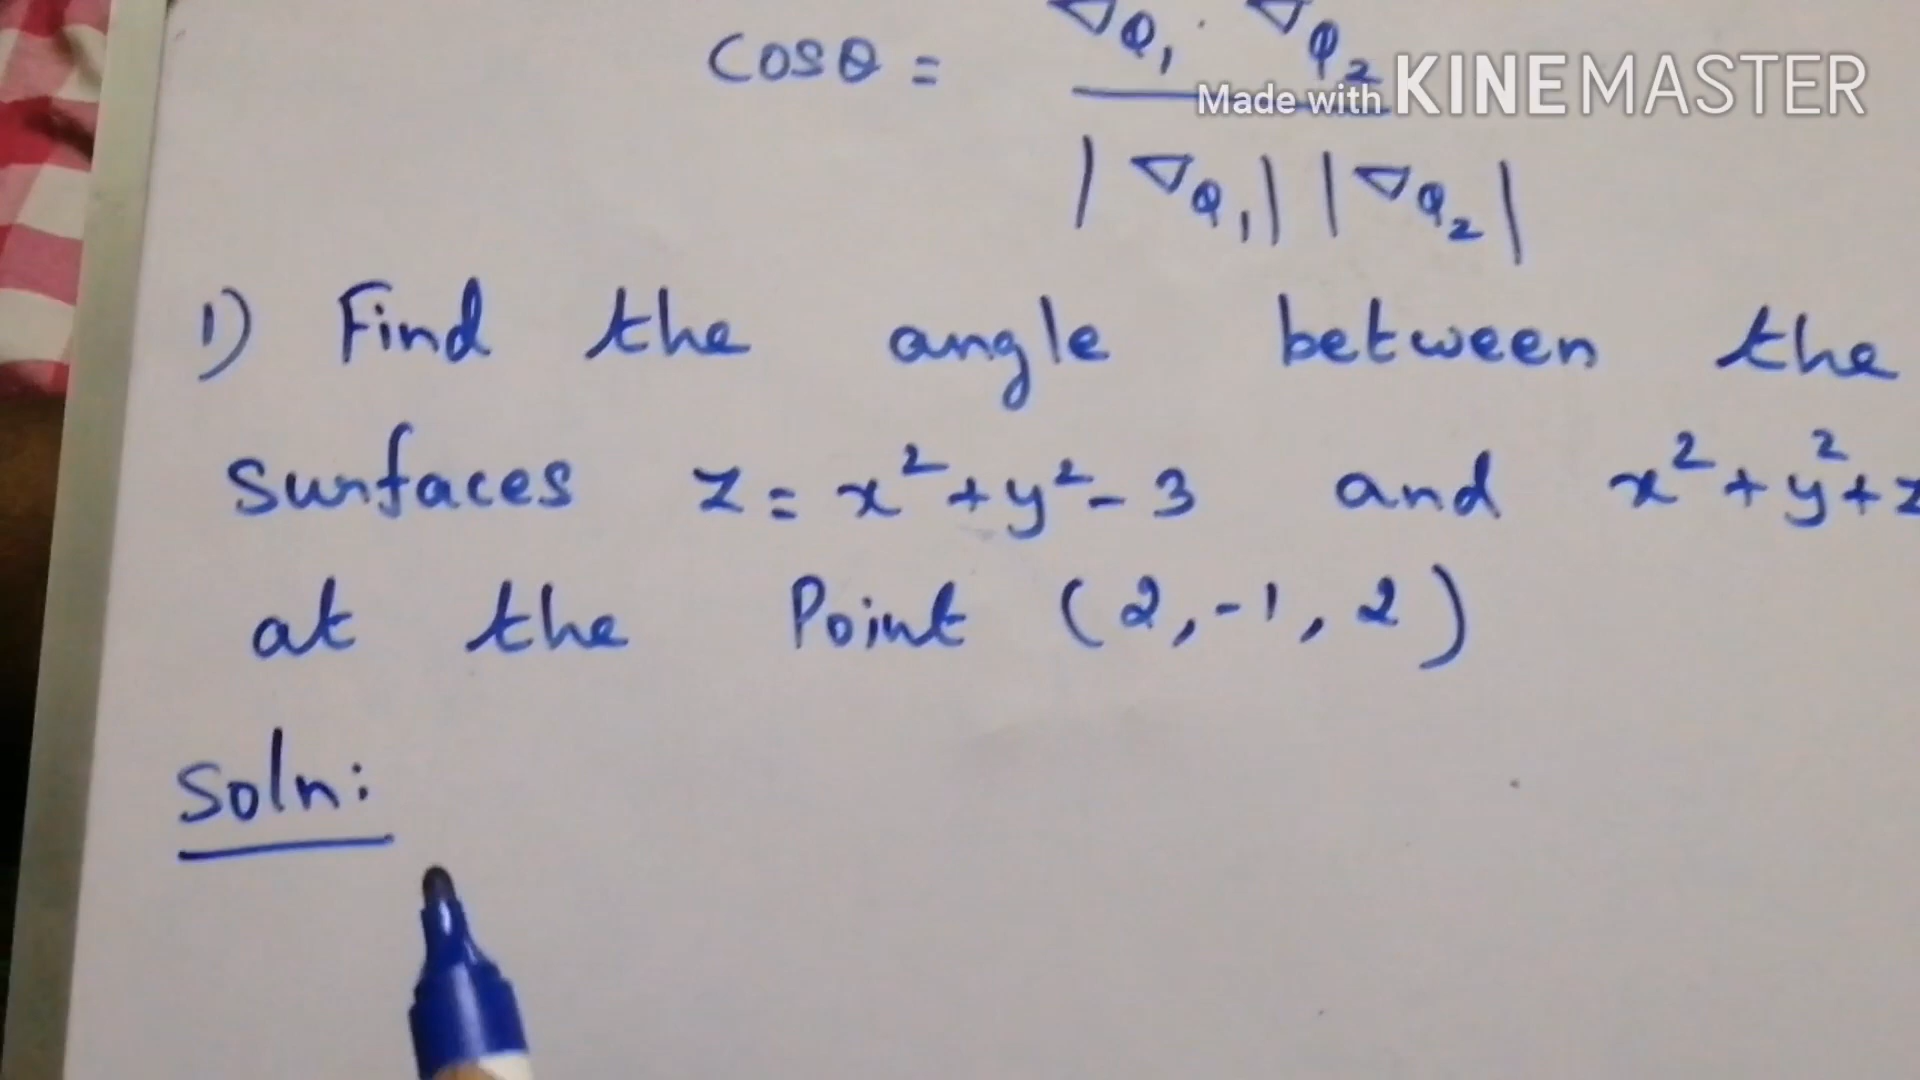 cosθ = ∇φ₁ · ∇φ₂
Made with KINEMASTER
|∇φ₁| |∇φ₂|
1) Find the angle between the
surfaces z = x² + y² - 3 and x² + y² + z
at the Point (2, -1, 2)
Soln: